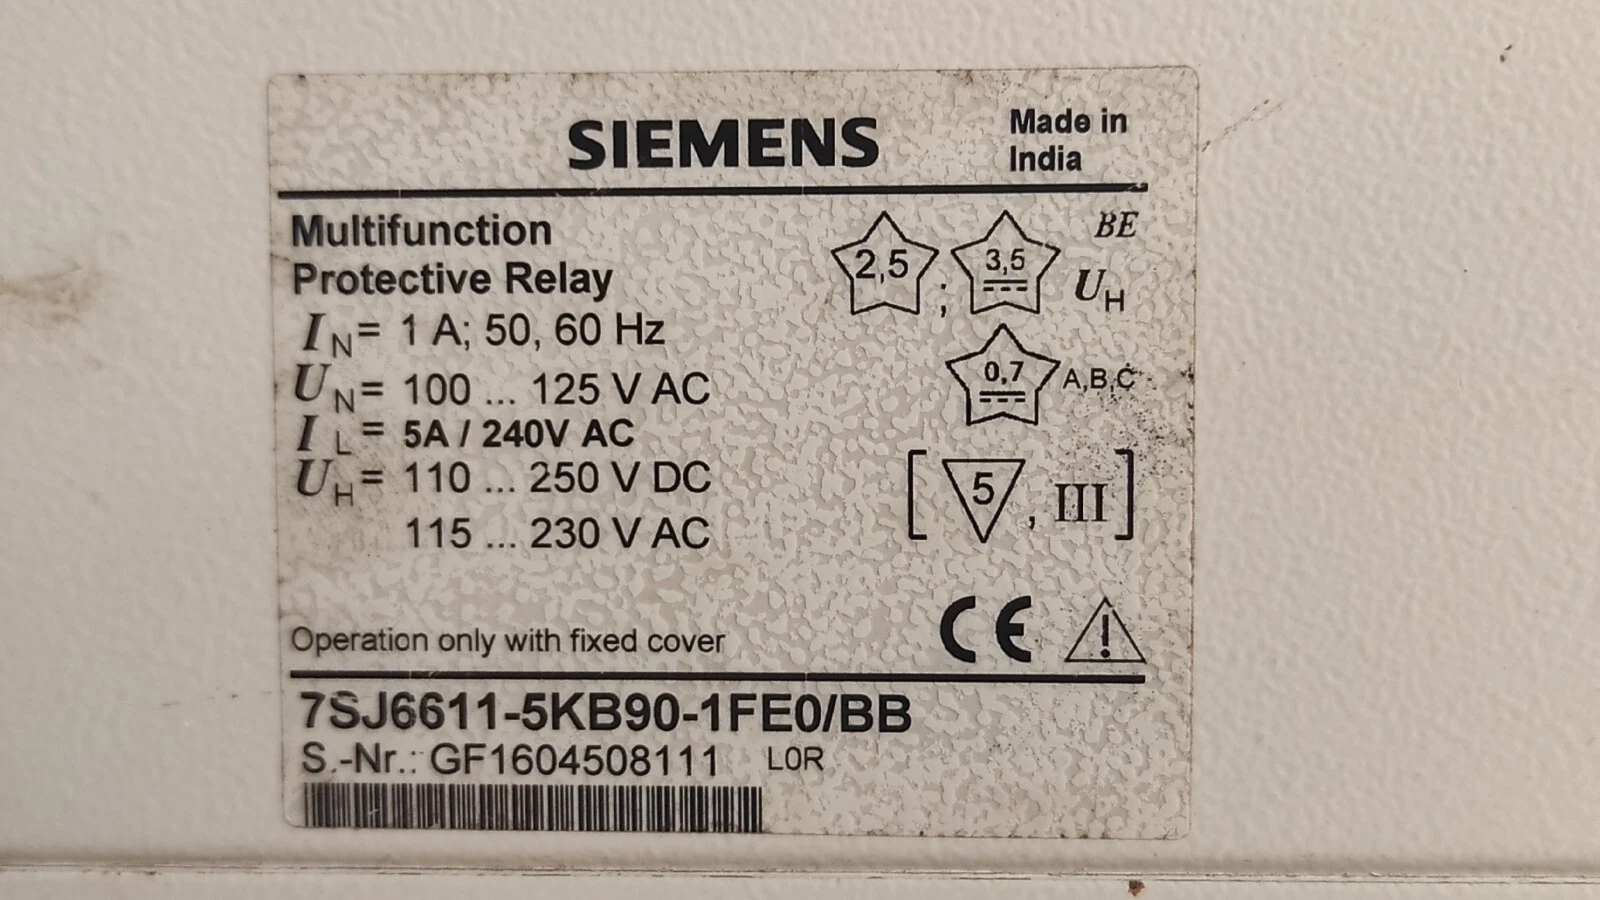 SIEMENS
Made in
India
Multifunction
Protective Relay
2,5 ; 3,5 BE
UH
IN= 1 A; 50, 60 Hz
UN= 100 ... 125 V AC
0,7 A,B,C
IL= 5A / 240V AC
UH= 110 ... 250 V DC
115 ... 230 V AC
[ 5 , III ]
Operation only with fixed cover
CE
7SJ6611-5KB90-1FE0/BB
S.-Nr.: GF1604508111 L0R